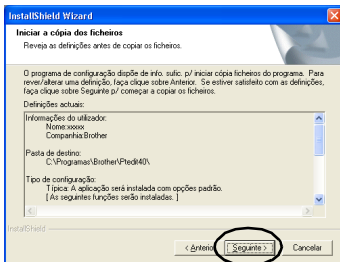 InstallShield Wizard
Iniciar a cópia dos ficheiros
Reveja as definições antes de copiar os ficheiros.
O programa de configuração dispõe de info. sufic. p/ iniciar cópia ficheiros do programa. Para
rever/alterar uma definição, faça clique sobre Anterior. Se estiver satisfeito com as definições,
faça clique sobre Seguinte p/ começar a copiar os ficheiros.
Definições actuais:
Informações do utilizador:
Nome:xxxxx
Companhia:Brother
Pasta de destino:
C:\Programas\Brother\Ptedit40\
Tipo de configuração:
Típica: A aplicação será instalada com opções padrão.
[ As seguintes funções serão instaladas. ]
InstallShield
< Anterior
Seguinte >
Cancelar